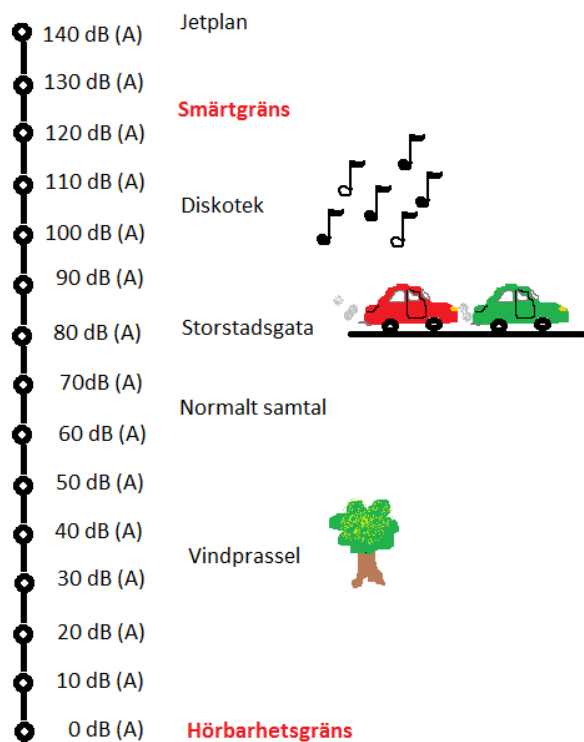 140 dB (A) Jetplan
130 dB (A)
Smärtgräns
120 dB (A)
110 dB (A)
Diskotek
100 dB (A)
90 dB (A)
80 dB (A) Storstadsgata
70dB (A)
Normalt samtal
60 dB (A)
50 dB (A)
40 dB (A)
Vindprassel
30 dB (A)
20 dB (A)
10 dB (A)
0 dB (A) Hörbarhetsgräns